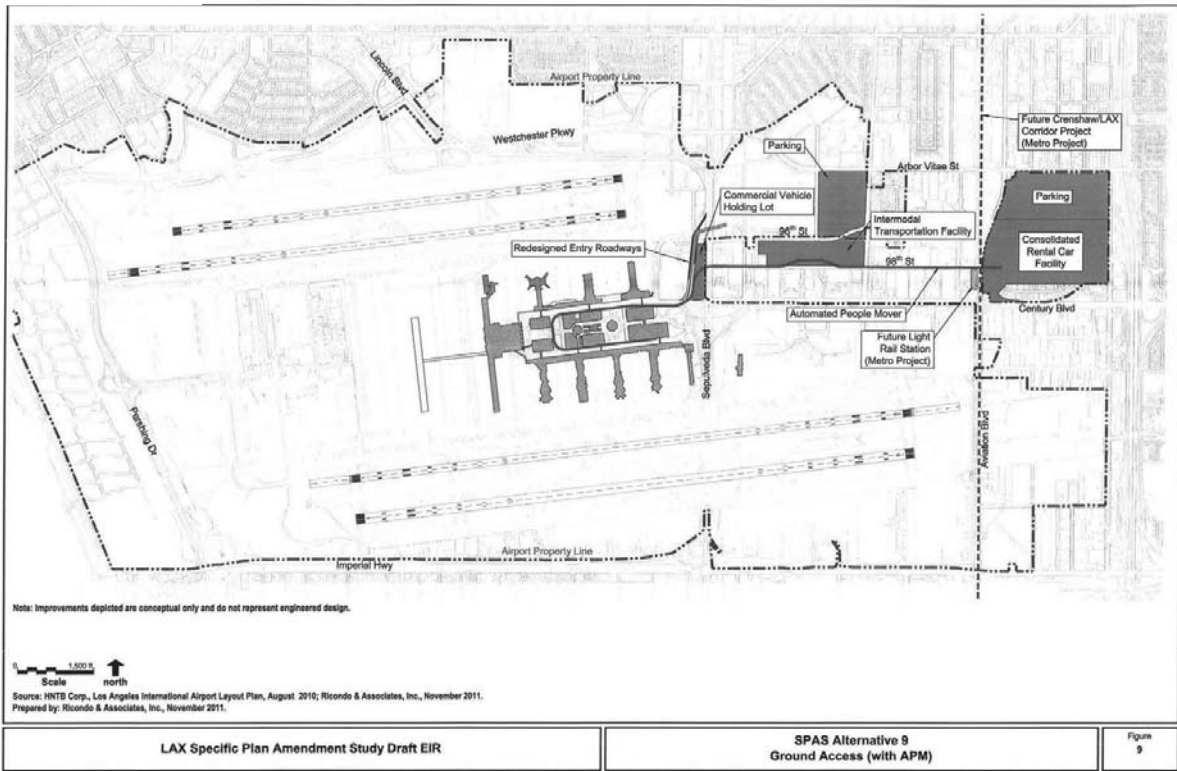 Lincoln Blvd
Airport Property Line
Westchester Pkwy
Future Crenshaw/LAX
Corridor Project
(Metro Project)
Parking
Arbor Vitae St
Commercial Vehicle
Holding Lot
Parking
96th St
Intermodal
Transportation Facility
Redesigned Entry Roadways
Consolidated
Rental Car
Facility
98th St
Century Blvd
Automated People Mover
Future Light
Rail Station
(Metro Project)
Sepulveda Blvd
Pershing Dr
Aviation Blvd
Airport Property Line
Imperial Hwy
Note: Improvements depicted are conceptual only and do not represent engineered design.
0 1,500 ft.
Scale north
Source: HNTB Corp., Los Angeles International Airport Layout Plan, August 2010; Ricondo & Associates, Inc., November 2011.
Prepared by: Ricondo & Associates, Inc., November 2011.
LAX Specific Plan Amendment Study Draft EIR
SPAS Alternative 9
Ground Access (with APM)
Figure
9